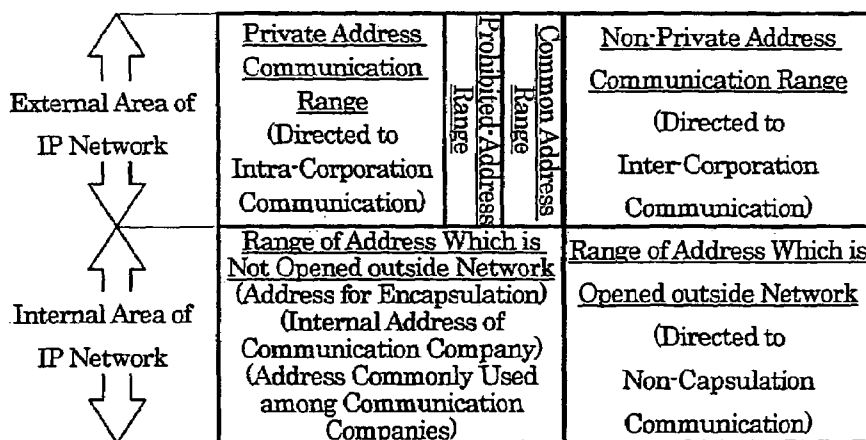 External Area of
IP Network
Private Address
Communication
Range
(Directed to
Intra-Corporation
Communication)
Prohibited-Address
Range
Common Address
Range
Non-Private Address
Communication Range
(Directed to
Inter-Corporation
Communication)
Internal Area of
IP Network
Range of Address Which is
Not Opened outside Network
(Address for Encapsulation)
(Internal Address of
Communication Company)
(Address Commonly Used
among Communication
Companies)
Range of Address Which is
Opened outside Network
(Directed to
Non-Capsulation
Communication)